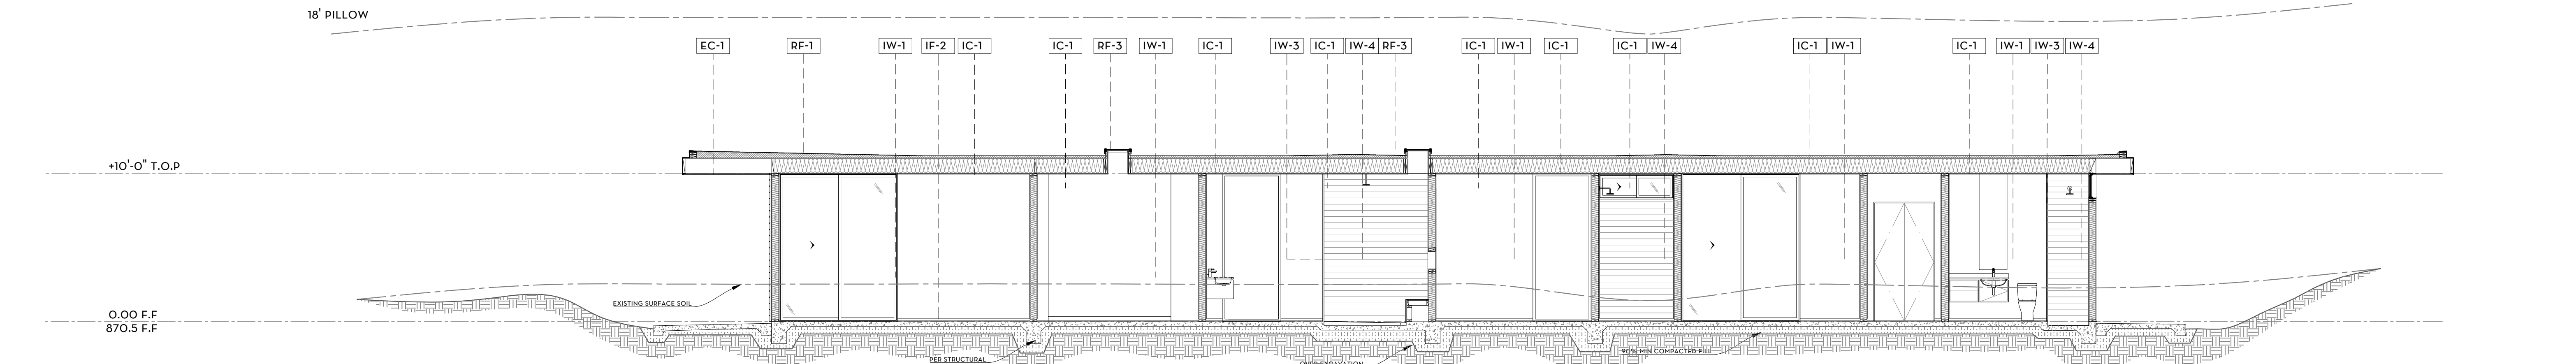 18' PILLOW
EC-1 RF-1 IW-1 IF-2 IC-1 IC-1 RF-3 IW-1 IC-1 IW-3 IC-1 IW-4 RF-3 IC-1 IW-1 IC-1 IC-1 IW-4 IC-1 IW-1 IC-1 IW-1 IW-3 IW-4
+10'-0" T.O.P
EXISTING SURFACE SOIL
0.00 F.F
870.5 F.F
90% MIN COMPACTED FILL
PER STRUCTURAL